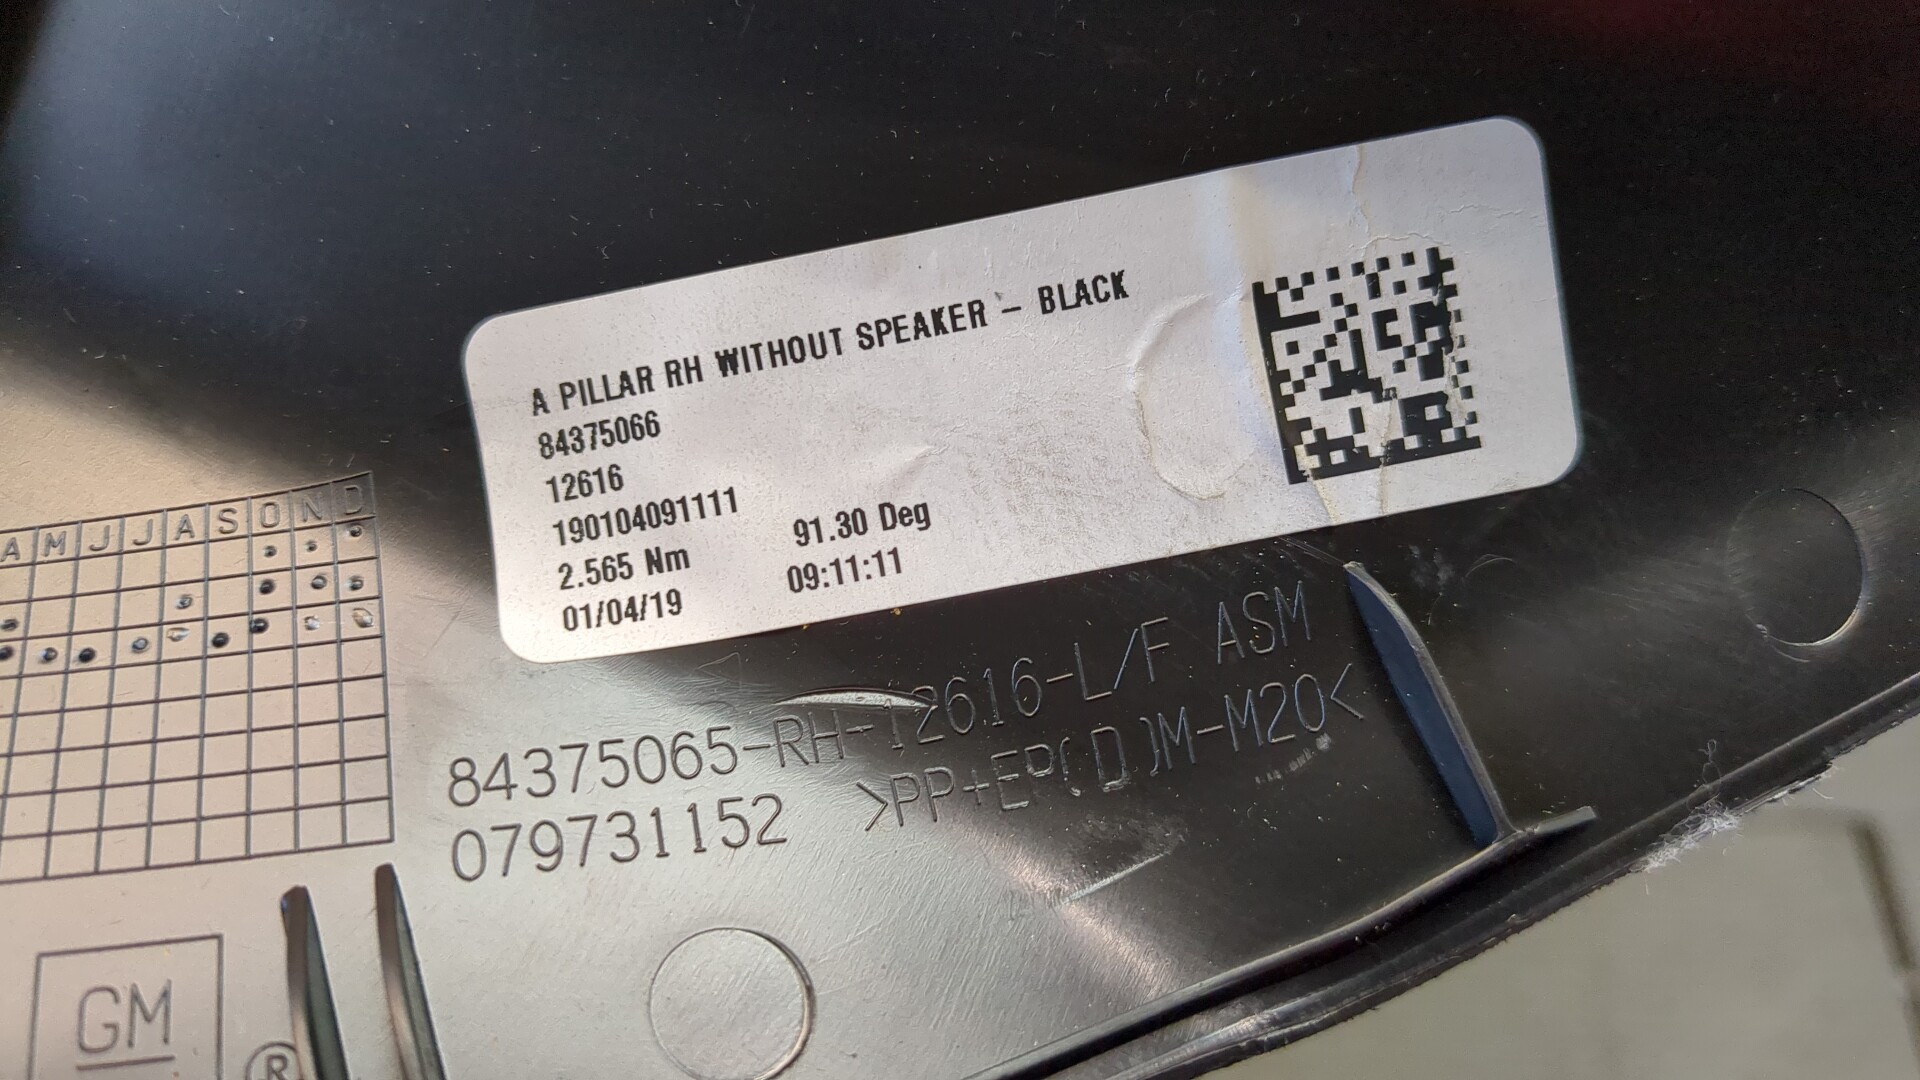 A PILLAR RH WITHOUT SPEAKER - BLACK
84375066
12616
190104091111
2.565 Nm 91.30 Deg
01/04/19 09:11:11
A M J J A S O N D
84375065-RH-12616-L/F ASM
079731152 >PP+EP(D)M-M20<
GM
®